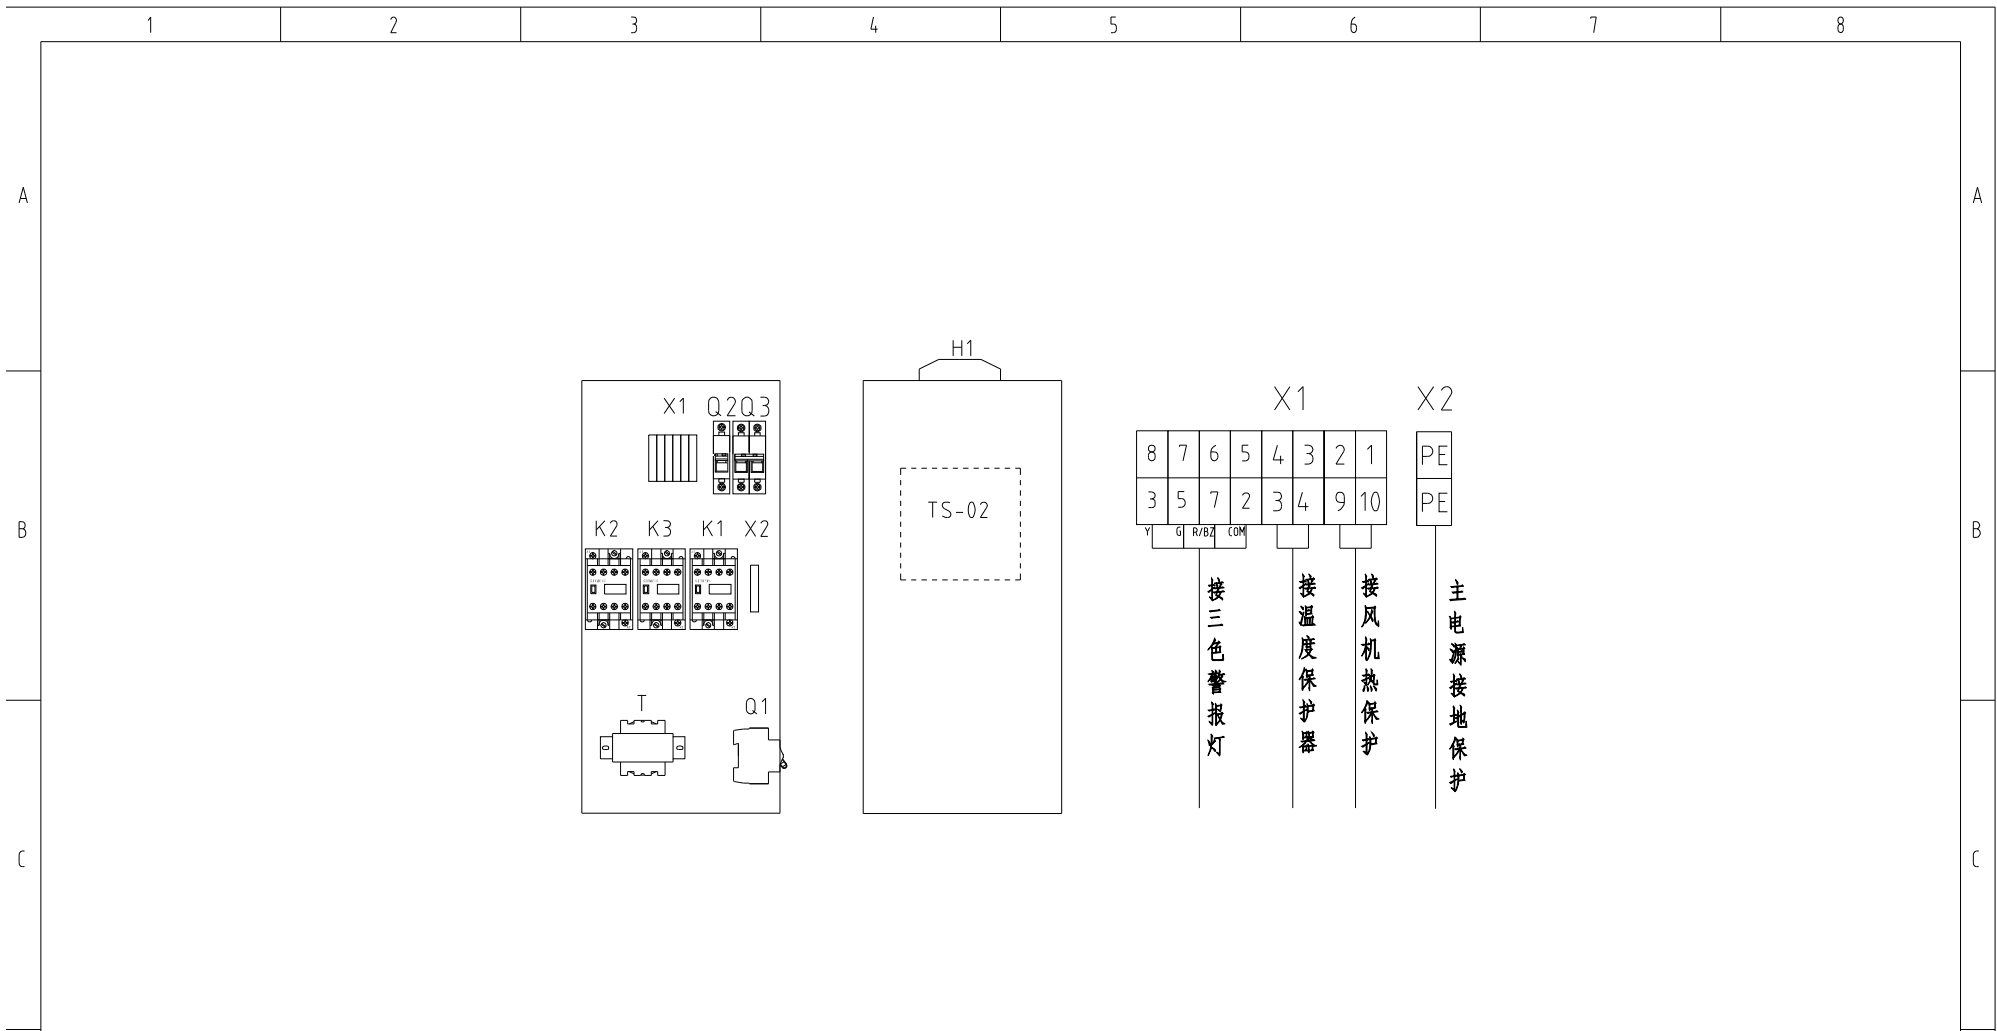 1 2 3 4 5 6 7 8
A A
H1
X1 Q2 Q3
X1 X2
8 7 6 5 4 3 2 1 PE
3 5 7 2 3 4 9 10 PE
TS-02
B B
K2 K3 K1 X2
Y G R/BZ COM
接三色警报灯
接温度保护器
接风机热保护
主电源接地保护
T Q1
C C